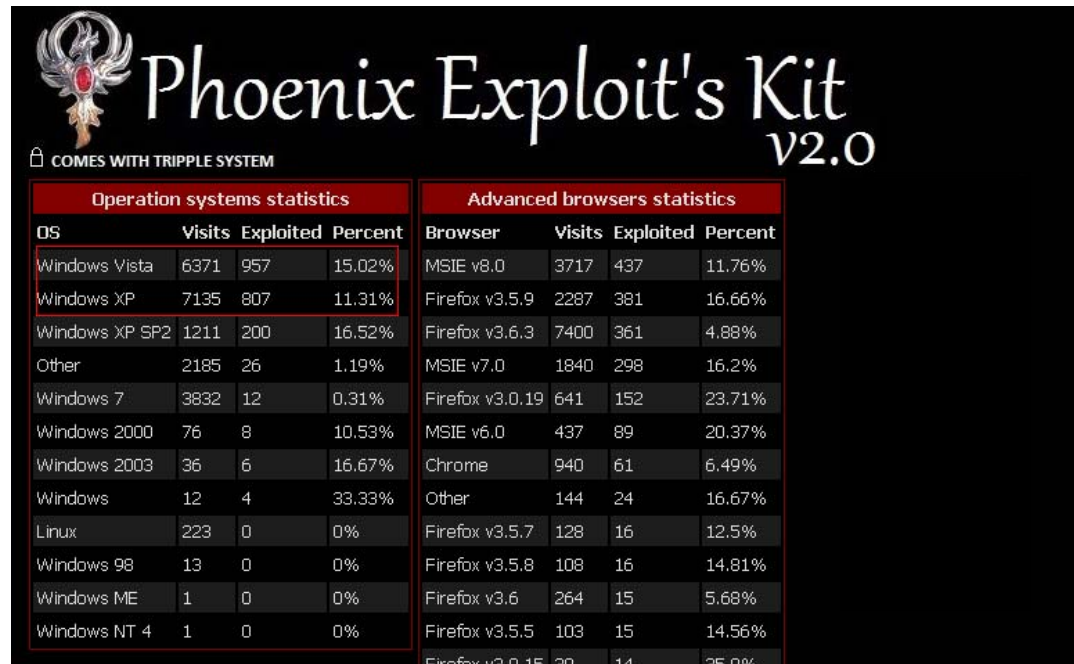 Phoenix Exploit's Kit
v2.0
COMES WITH TRIPPLE SYSTEM
Operation systems statistics
OS Visits Exploited Percent
Windows Vista 6371 957 15.02%
Windows XP 7135 807 11.31%
Windows XP SP2 1211 200 16.52%
Other 2185 26 1.19%
Windows 7 3832 12 0.31%
Windows 2000 76 8 10.53%
Windows 2003 36 6 16.67%
Windows 12 4 33.33%
Linux 223 0 0%
Windows 98 13 0 0%
Windows ME 1 0 0%
Windows NT 4 1 0 0%
Advanced browsers statistics
Browser Visits Exploited Percent
MSIE v8.0 3717 437 11.76%
Firefox v3.5.9 2287 381 16.66%
Firefox v3.6.3 7400 361 4.88%
MSIE v7.0 1840 298 16.2%
Firefox v3.0.19 641 152 23.71%
MSIE v6.0 437 89 20.37%
Chrome 940 61 6.49%
Other 144 24 16.67%
Firefox v3.5.7 128 16 12.5%
Firefox v3.5.8 108 16 14.81%
Firefox v3.6 264 15 5.68%
Firefox v3.5.5 103 15 14.56%
Firefox v3.0.15